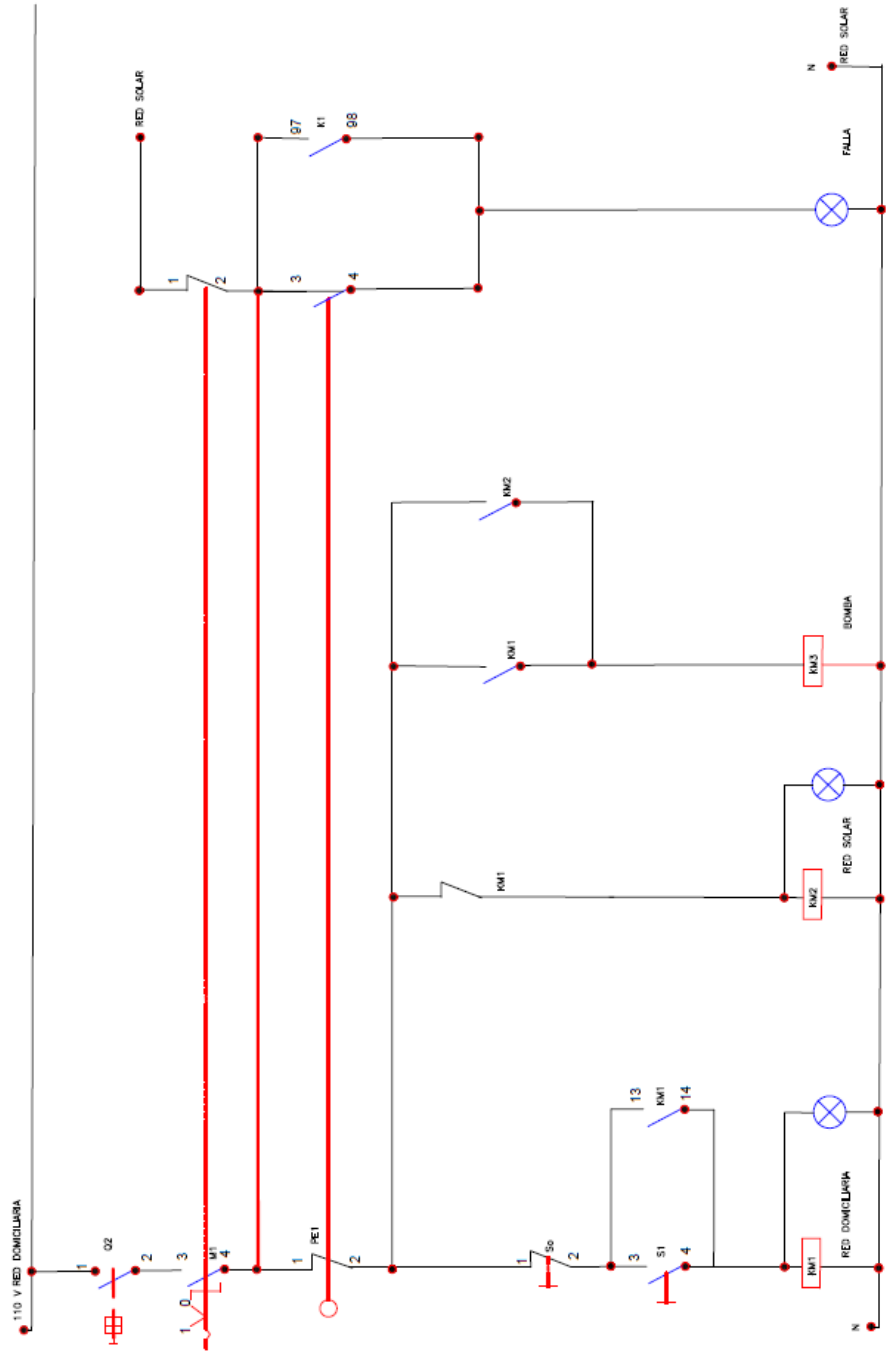 110 V RED DOMICILIARIA
Q2
1
2
1 0
M1
3
4
PE1
1
2
So
1
2
S1
3
4
13
KM1
14
KM1
RED DOMICILIARIA
N
KM1
KM2
RED SOLAR
KM1
KM2
KM3
BOMBA
RED SOLAR
1
2
3
4
97
K1
98
FALLA
N
RED SOLAR